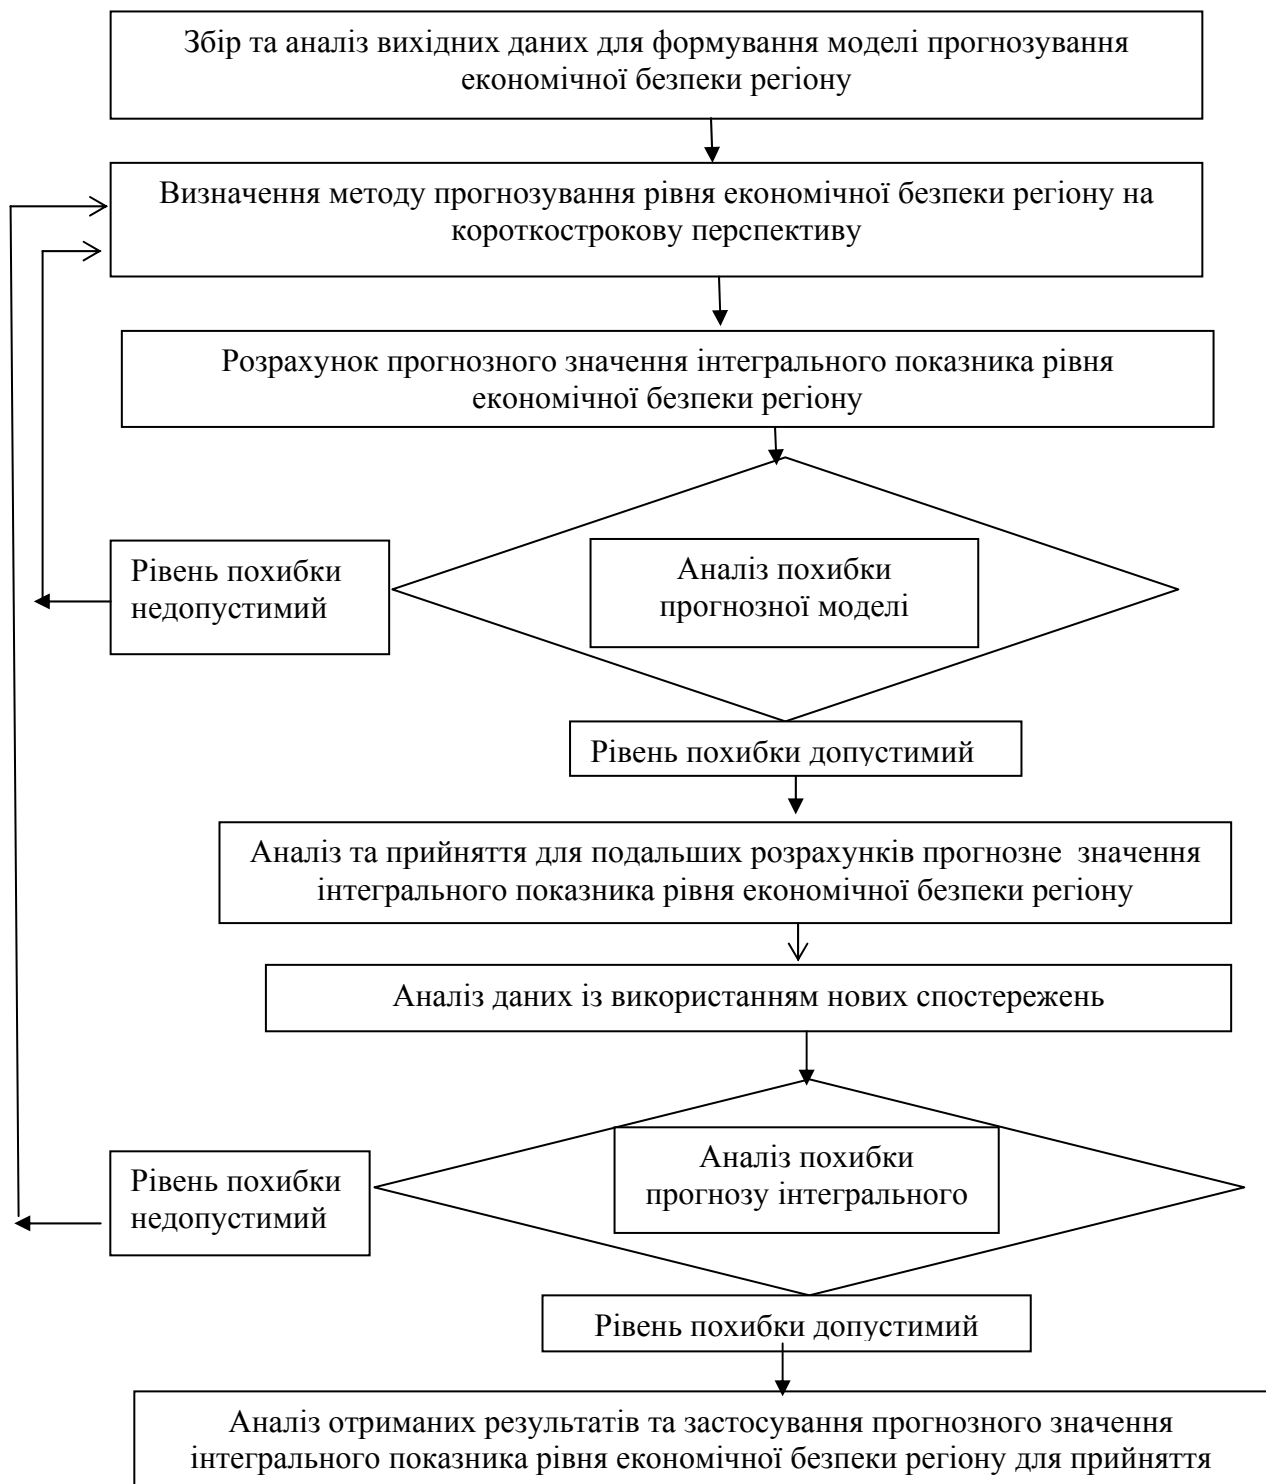 Збір та аналіз вихідних даних для формування моделі прогнозування
економічної безпеки регіону
Визначення методу прогнозування рівня економічної безпеки регіону на
короткострокову перспективу
Розрахунок прогнозного значення інтегрального показника рівня
економічної безпеки регіону
Рівень похибки
недопустимий
Аналіз похибки
прогнозної моделі
Рівень похибки допустимий
Аналіз та прийняття для подальших розрахунків прогнозне  значення
інтегрального показника рівня економічної безпеки регіону
Аналіз даних із використанням нових спостережень
Рівень похибки
недопустимий
Аналіз похибки
прогнозу інтегрального
Рівень похибки допустимий
Аналіз отриманих результатів та застосування прогнозного значення
інтегрального показника рівня економічної безпеки регіону для прийняття